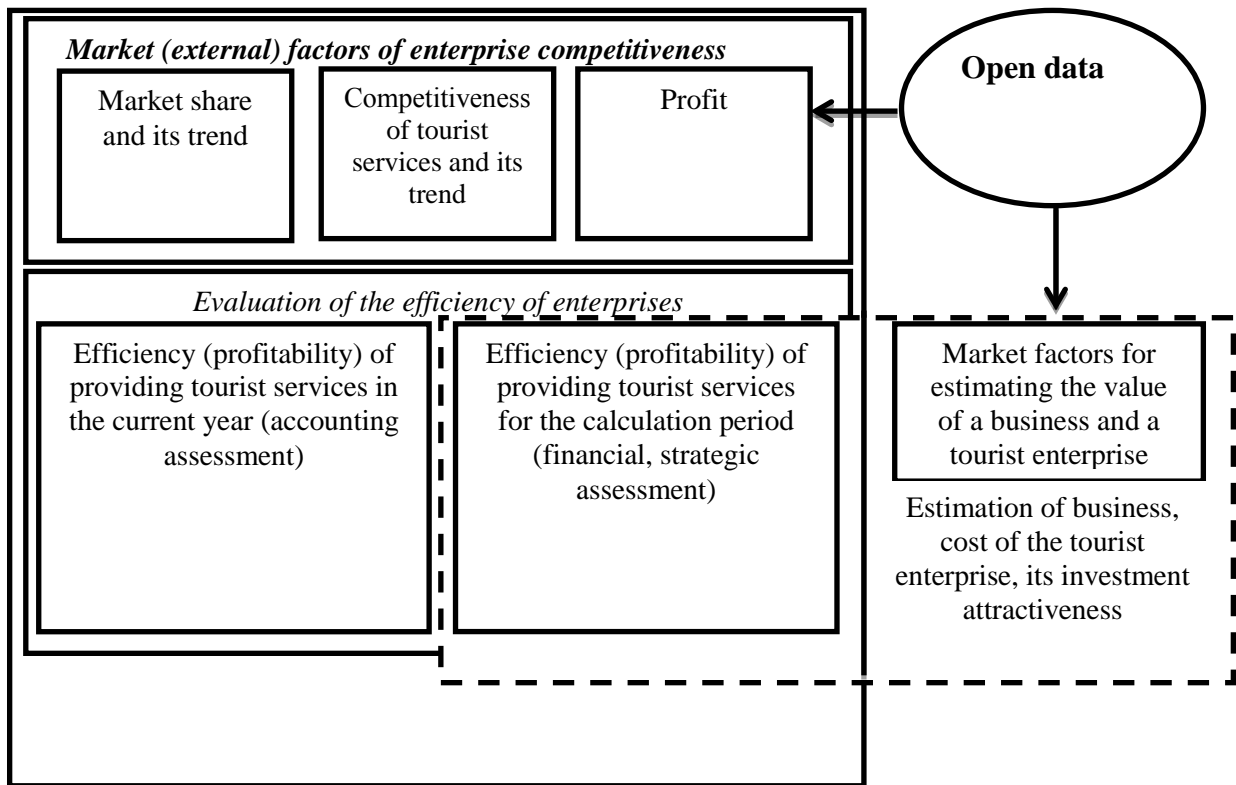 Market (external) factors of enterprise competitiveness
Market share
and its trend
Competitiveness
of tourist
services and its
trend
Profit
Open data
Evaluation of the efficiency of enterprises
Efficiency (profitability) of
providing tourist services in
the current year (accounting
assessment)
Efficiency (profitability) of
providing tourist services
for the calculation period
(financial, strategic
assessment)
Market factors for
estimating the value
of a business and a
tourist enterprise
Estimation of business,
cost of the tourist
enterprise, its investment
attractiveness